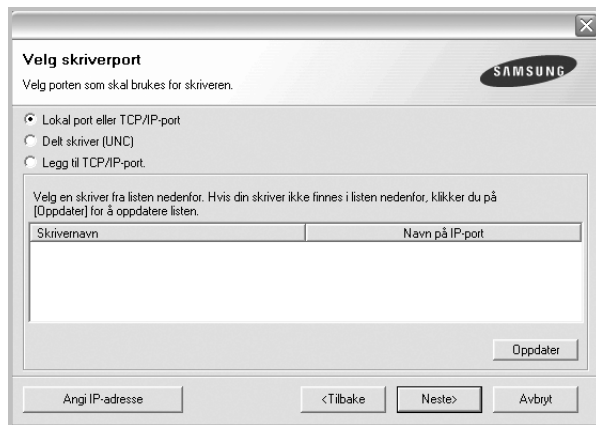 Velg skriverport
Velg porten som skal brukes for skriveren.
SAMSUNG
Lokal port eller TCP/IP-port
Delt skriver (UNC)
Legg til TCP/IP-port.
Velg en skriver fra listen nedenfor. Hvis din skriver ikke finnes i listen nedenfor, klikker du på
[Oppdater] for å oppdatere listen.
Skrivernavn Navn på IP-port
Oppdater
Angi IP-adresse <Tilbake Neste> Avbryt